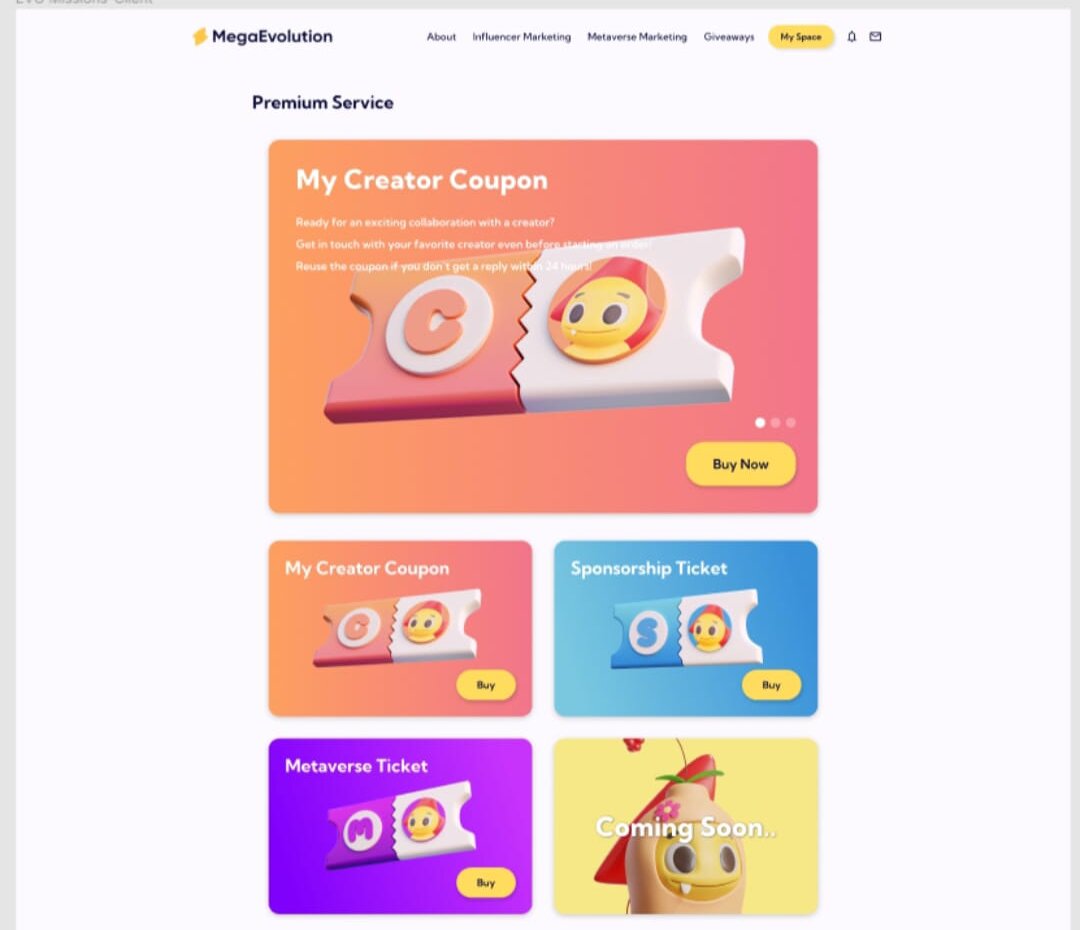 EVO Missions-Client
MegaEvolution
About Influencer Marketing Metaverse Marketing Giveaways My Space
Premium Service
My Creator Coupon
Ready for an exciting collaboration with a creator?
Get in touch with your favorite creator even before starting an order!
Reuse the coupon if you don't get a reply within 24 hours!
C
Buy Now
My Creator Coupon
C
Buy
Sponsorship Ticket
S
Buy
Metaverse Ticket
M
Buy
Coming Soon..